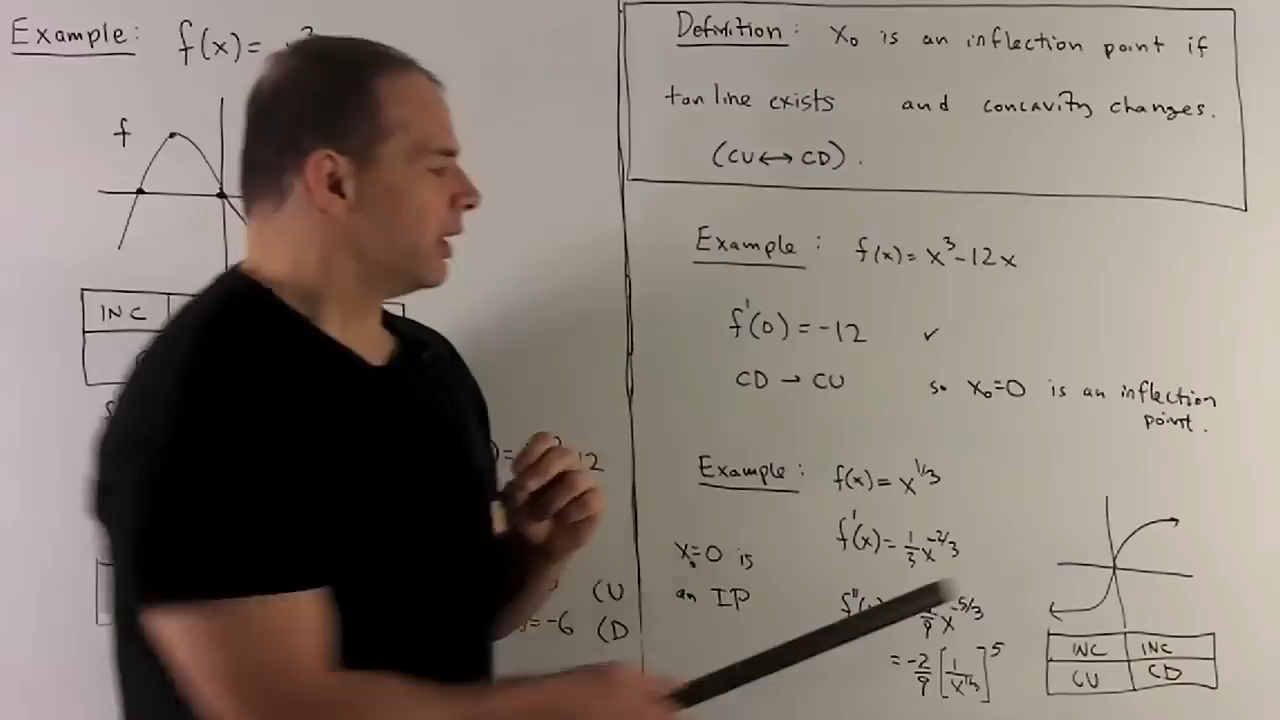 Example: f(x)=
f
INC
12
CU
=-6 CD
Definition: x₀ is an inflection point if
tan line exists and concavity changes.
(CU↔CD).
Example: f(x)= x³-12x
f'(0) = -12 ✓
CD → CU so x₀=0 is an inflection
point.
Example: f(x)= x^1/3
f'(x)= 1/3 x^-2/3
x₀=0 is
an IP
f''( 9 x^-5/3
= -2/9 [1/x^1/3]^5
INC INC
CU CD